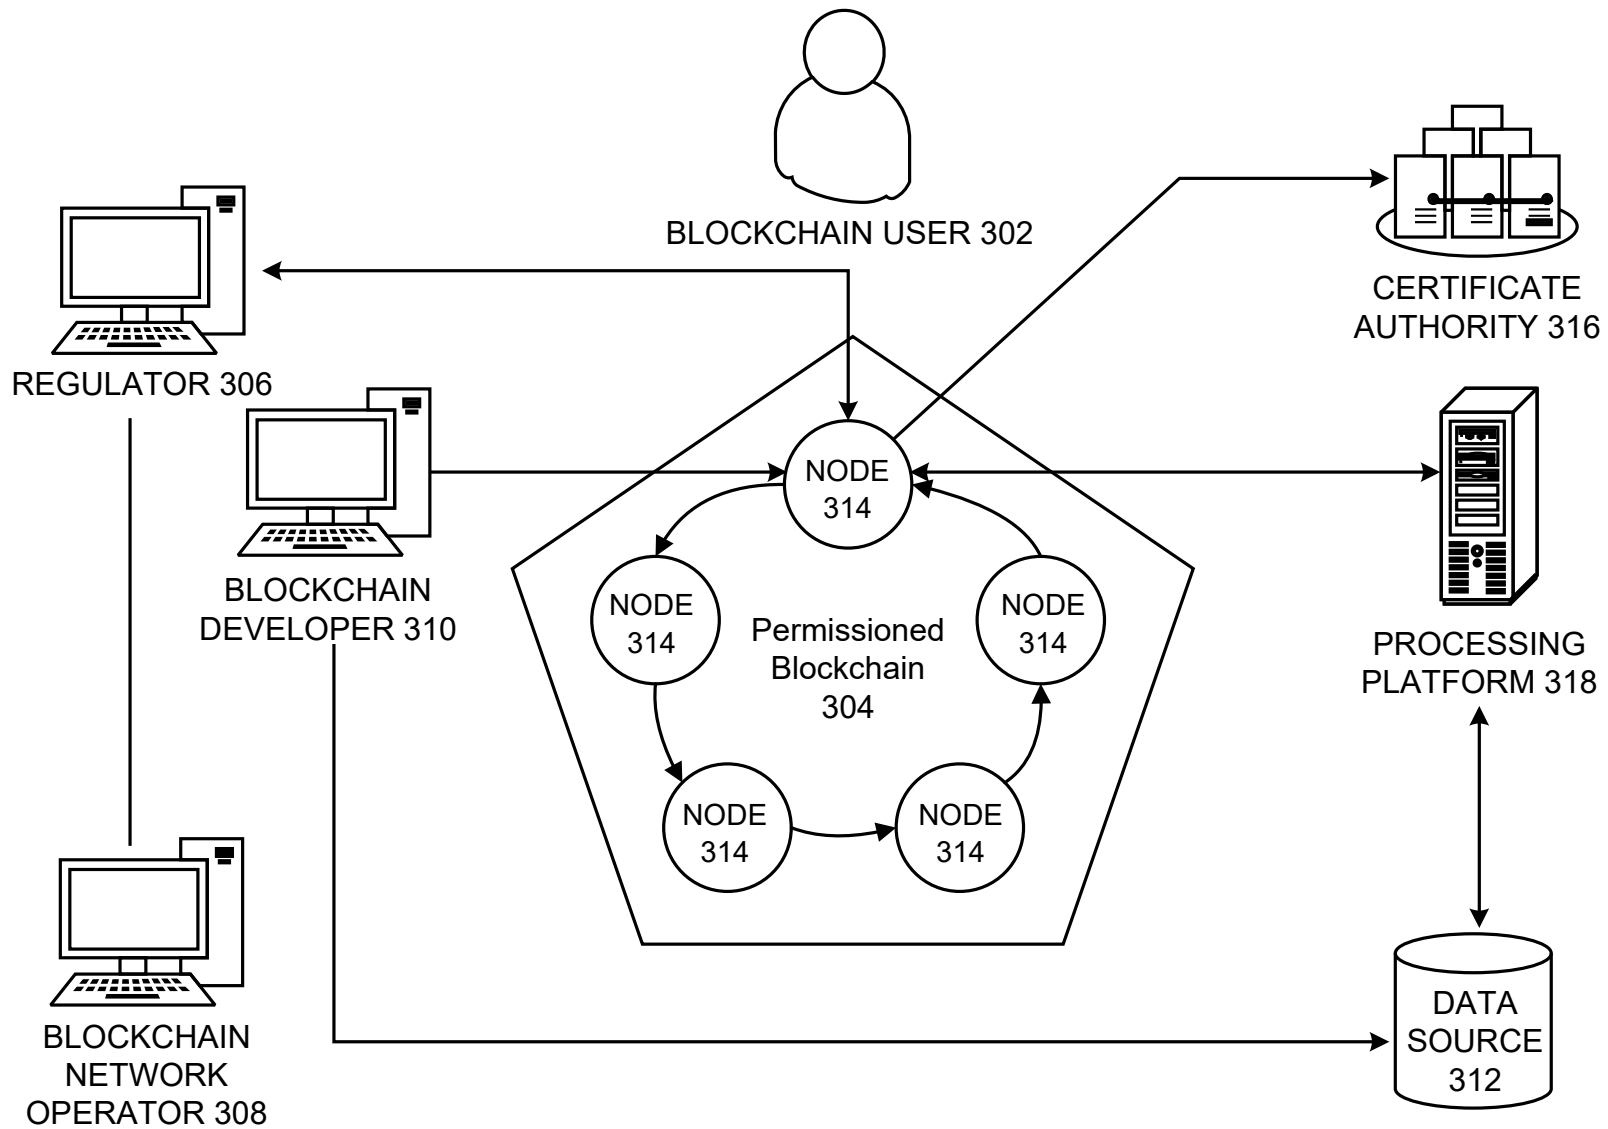 BLOCKCHAIN USER 302
CERTIFICATE
AUTHORITY 316
REGULATOR 306
NODE
314
BLOCKCHAIN
DEVELOPER 310
NODE
314
Permissioned
Blockchain
304
NODE
314
PROCESSING
PLATFORM 318
NODE
314
NODE
314
DATA
SOURCE
312
BLOCKCHAIN
NETWORK
OPERATOR 308